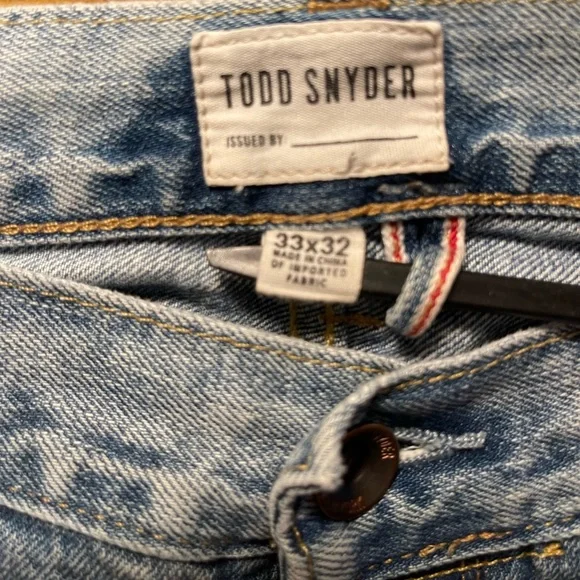 TODD SNYDER
ISSUED BY
33x32
MADE IN CHINA
OF IMPORTED
FABRIC